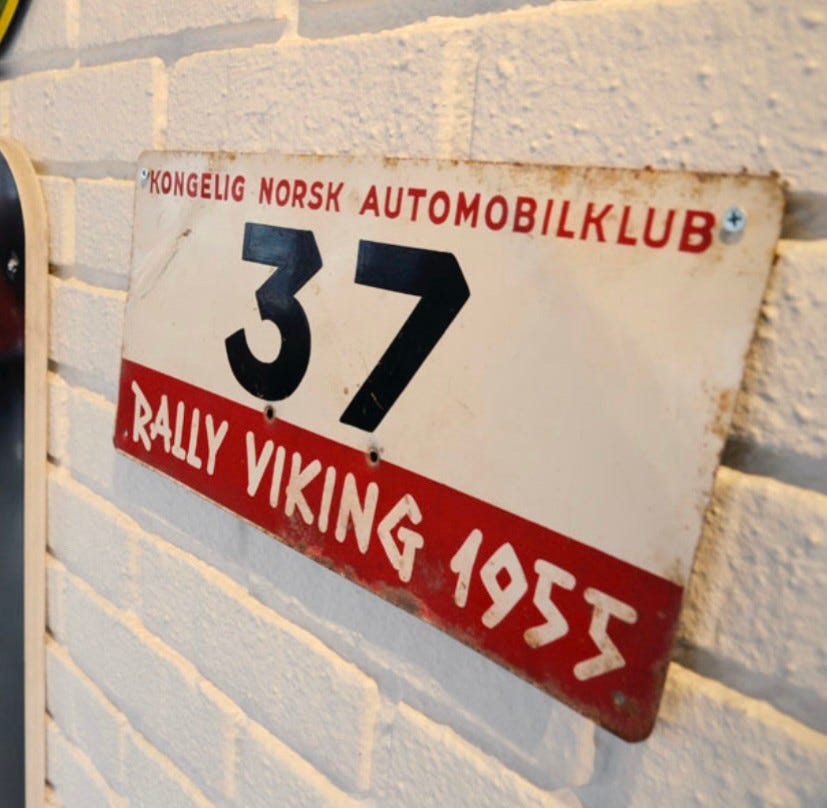 KONGELIG NORSK AUTOMOBILKLUB
37
RALLY VIKING 1955